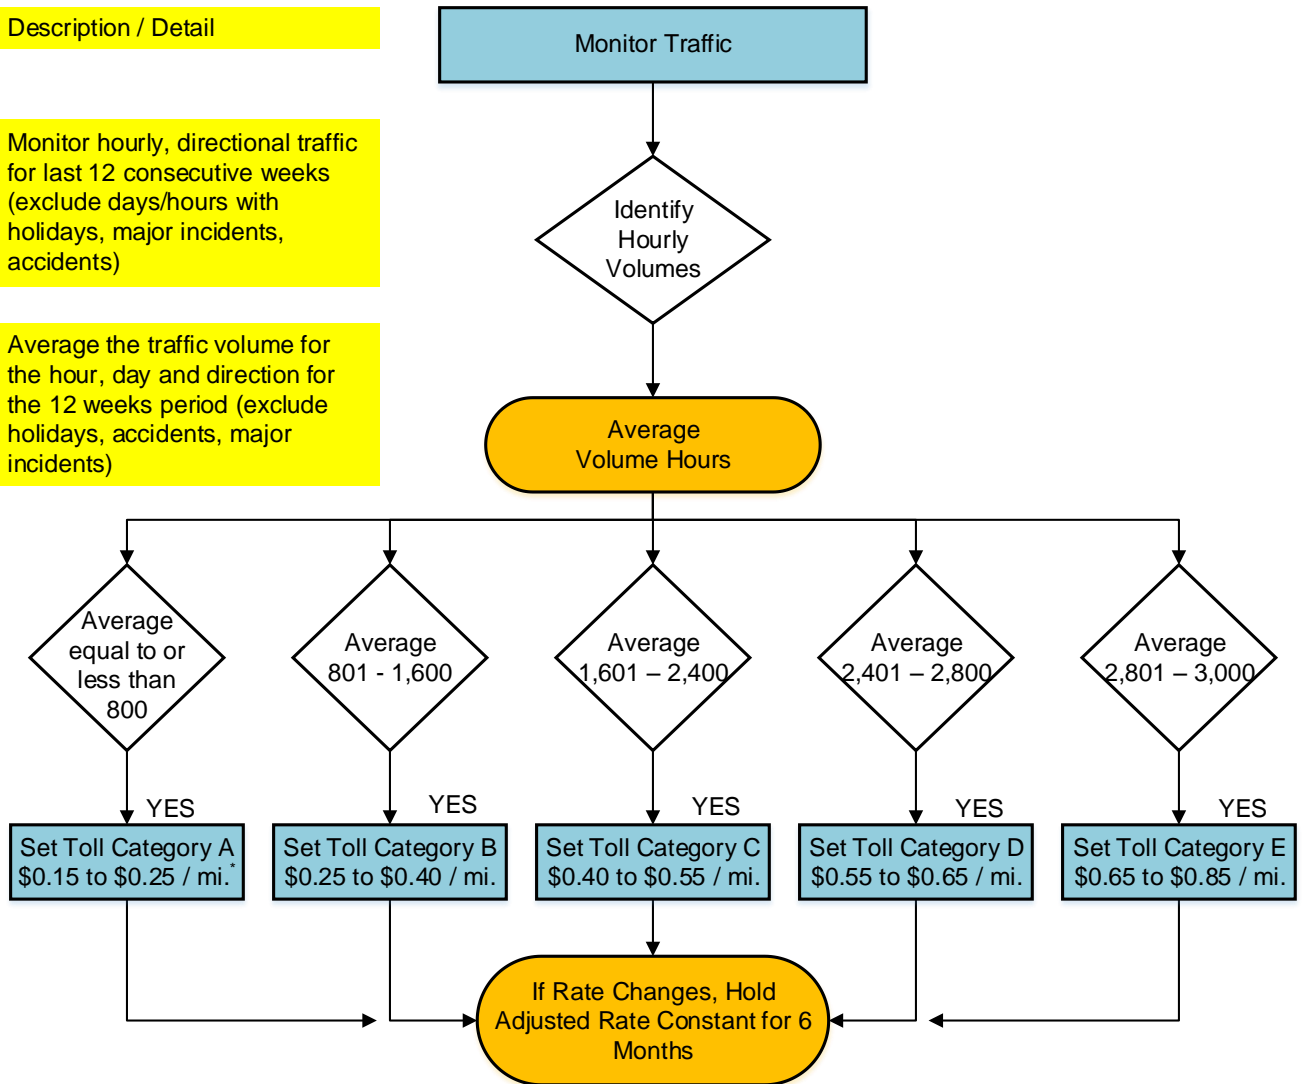 Description / Detail
Monitor Traffic
Monitor hourly, directional traffic
for last 12 consecutive weeks
(exclude days/hours with
holidays, major incidents,
accidents)
Identify
Hourly
Volumes
Average the traffic volume for
the hour, day and direction for
the 12 weeks period (exclude
holidays, accidents, major
incidents)
Average
Volume Hours
Average
equal to or
less than
800
Average
801 - 1,600
Average
1,601 – 2,400
Average
2,401 – 2,800
Average
2,801 – 3,000
YES
YES
YES
YES
YES
Set Toll Category A
$0.15 to $0.25 / mi.*
Set Toll Category B
$0.25 to $0.40 / mi.
Set Toll Category C
$0.40 to $0.55 / mi.
Set Toll Category D
$0.55 to $0.65 / mi.
Set Toll Category E
$0.65 to $0.85 / mi.
If Rate Changes, Hold
Adjusted Rate Constant for 6
Months